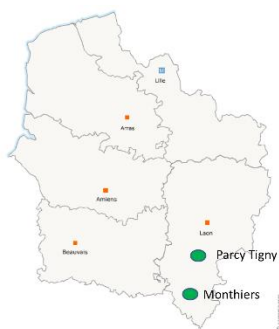 Lille
Arras
Amiens
Laon
Beauvais
Parcy Tigny
Monthiers